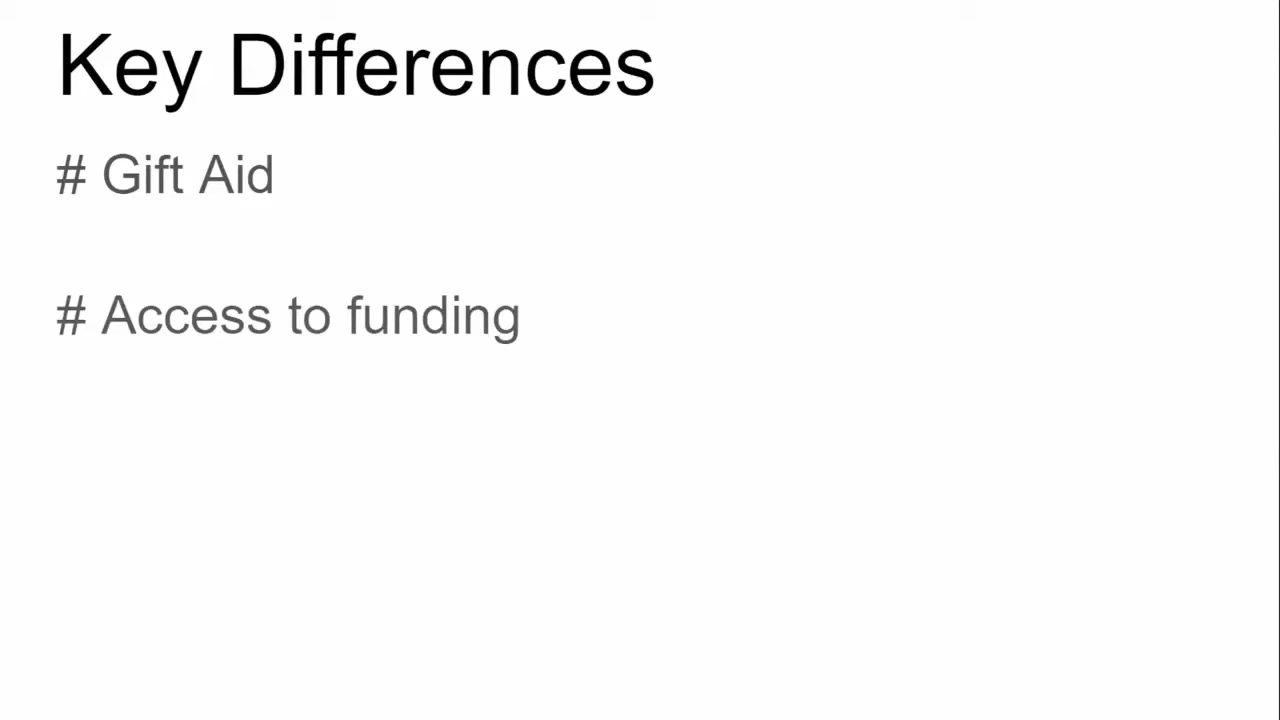 Key Differences
# Gift Aid
# Access to funding